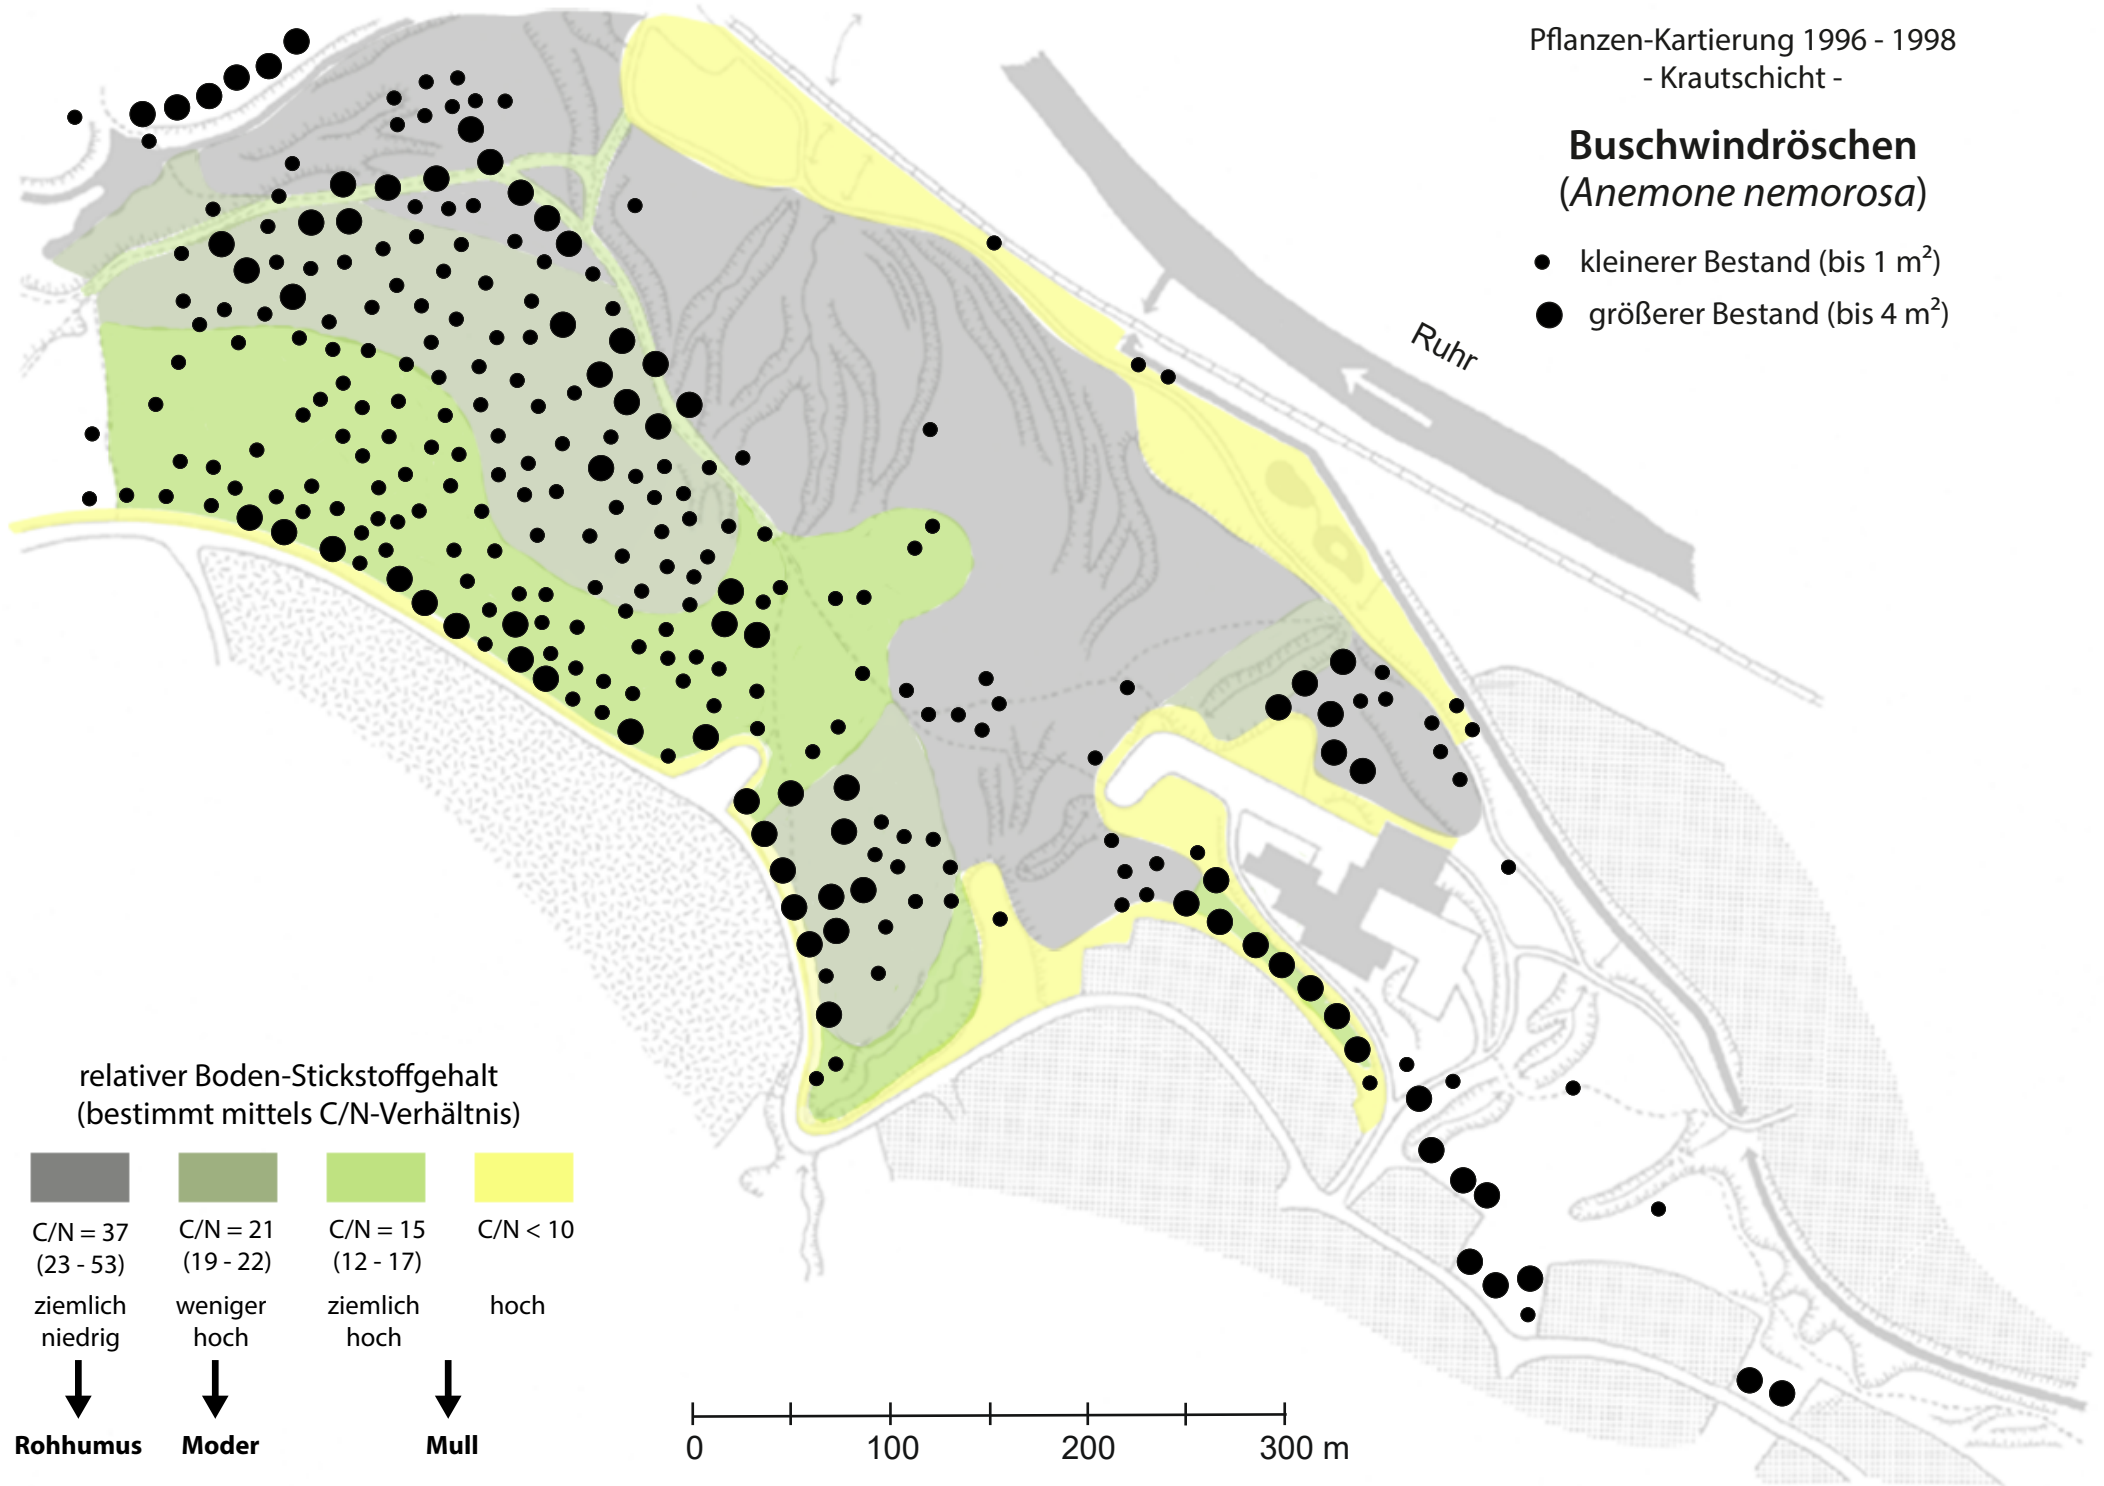 Pflanzen-Kartierung 1996 - 1998
- Krautschicht -
Buschwindröschen
(Anemone nemorosa)
kleinerer Bestand (bis 1 m²)
größerer Bestand (bis 4 m²)
Ruhr
relativer Boden-Stickstoffgehalt
(bestimmt mittels C/N-Verhältnis)
C/N = 37 C/N = 21 C/N = 15 C/N < 10
(23 - 53) (19 - 22) (12 - 17)
ziemlich weniger ziemlich hoch
niedrig hoch hoch
Rohhumus Moder Mull
0 100 200 300 m